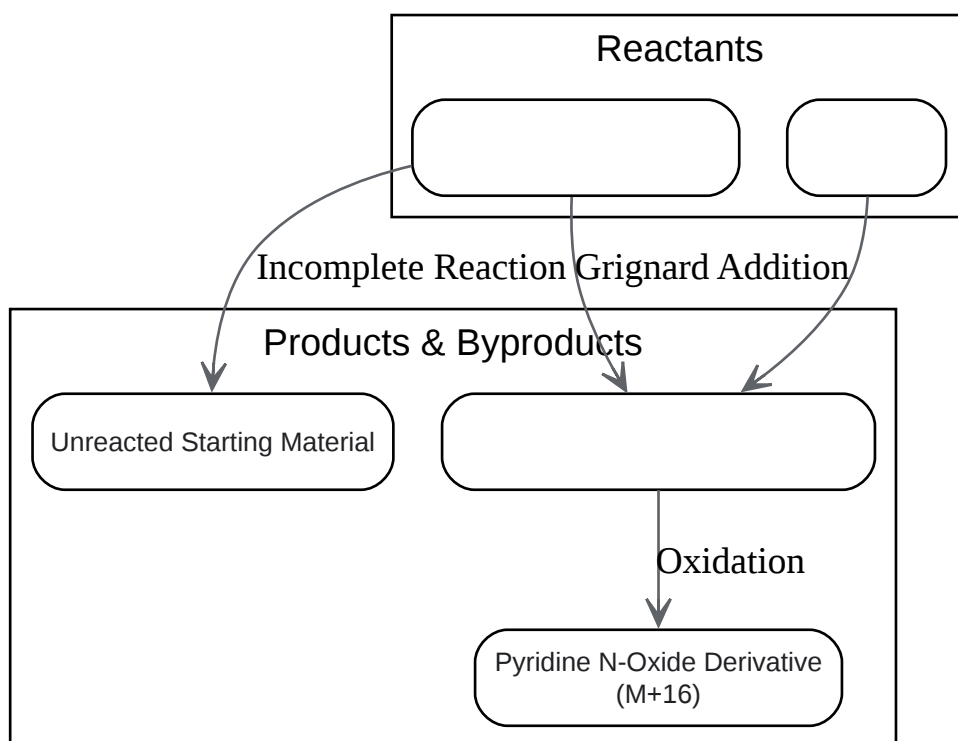 Reactants
Incomplete Reaction
Grignard Addition
Products & Byproducts
Unreacted Starting Material
Oxidation
Pyridine N-Oxide Derivative
(M+16)